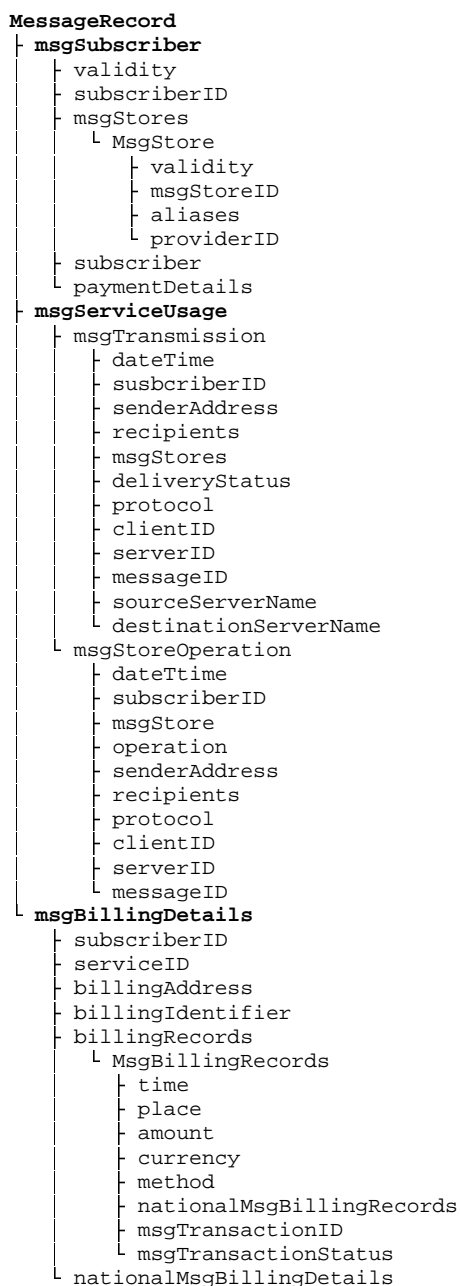 MessageRecord
├ msgSubscriber
│ ├ validity
│ ├ subscriberID
│ ├ msgStores
│ │ └ MsgStore
│ │ ├ validity
│ │ ├ msgStoreID
│ │ ├ aliases
│ │ └ providerID
│ ├ subscriber
│ └ paymentDetails
├ msgServiceUsage
│ ├ msgTransmission
│ │ ├ dateTime
│ │ ├ susbcriberID
│ │ ├ senderAddress
│ │ ├ recipients
│ │ ├ msgStores
│ │ ├ deliveryStatus
│ │ ├ protocol
│ │ ├ clientID
│ │ ├ serverID
│ │ ├ messageID
│ │ ├ sourceServerName
│ │ └ destinationServerName
│ └ msgStoreOperation
│ ├ dateTtime
│ ├ subscriberID
│ ├ msgStore
│ ├ operation
│ ├ senderAddress
│ ├ recipients
│ ├ protocol
│ ├ clientID
│ ├ serverID
│ └ messageID
└ msgBillingDetails
├ subscriberID
├ serviceID
├ billingAddress
├ billingIdentifier
├ billingRecords
│ └ MsgBillingRecords
│ ├ time
│ ├ place
│ ├ amount
│ ├ currency
│ ├ method
│ ├ nationalMsgBillingRecords
│ ├ msgTransactionID
│ └ msgTransactionStatus
└ nationalMsgBillingDetails